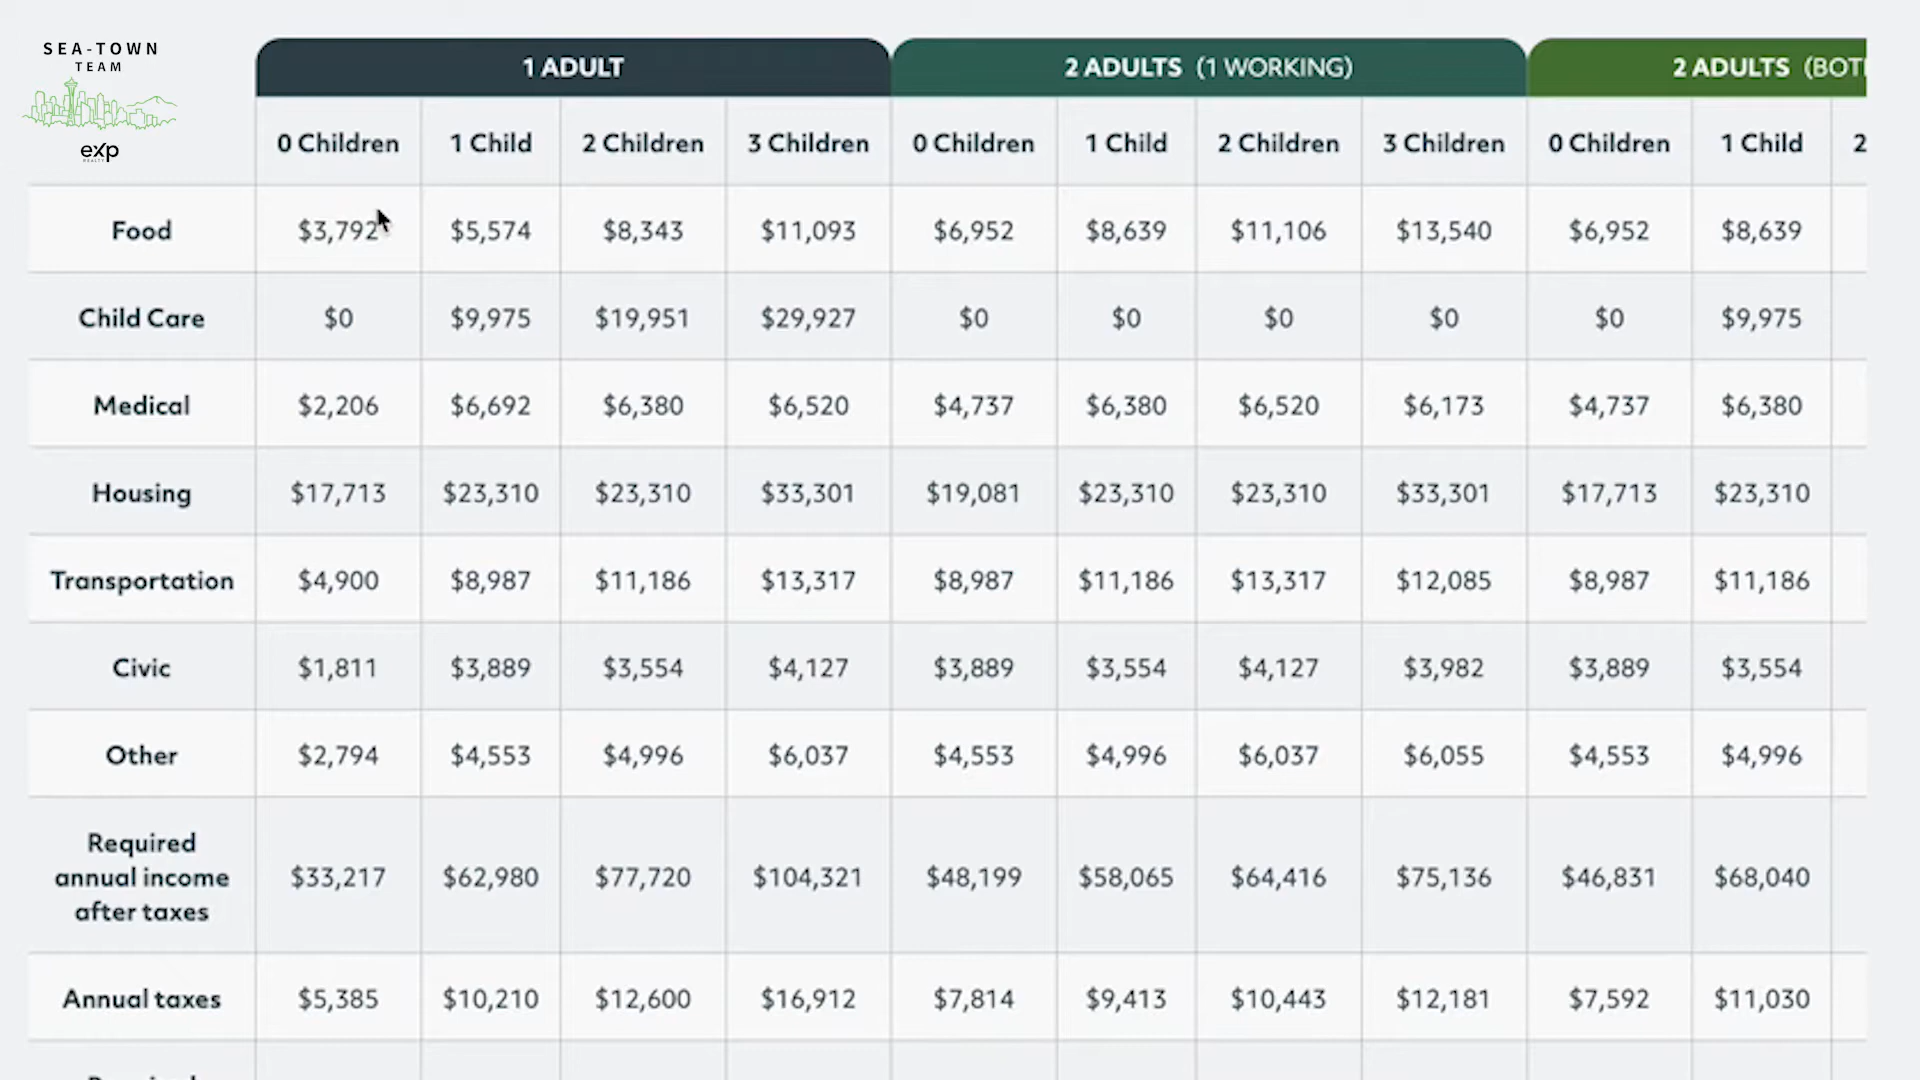 SEA-TOWN
TEAM
eXp
REALTY
1 ADULT 2 ADULTS (1 WORKING) 2 ADULTS
0 Children 1 Child 2 Children 3 Children 0 Children 1 Child 2 Children 3 Children 0 Children 1 Child 2
Food $3,792 $5,574 $8,343 $11,093 $6,952 $8,639 $11,106 $13,540 $6,952 $8,639
Child Care $0 $9,975 $19,951 $29,927 $0 $0 $0 $0 $0 $9,975
Medical $2,206 $6,692 $6,380 $6,520 $4,737 $6,380 $6,520 $6,173 $4,737 $6,380
Housing $17,713 $23,310 $23,310 $33,301 $19,081 $23,310 $23,310 $33,301 $17,713 $23,310
Transportation $4,900 $8,987 $11,186 $13,317 $8,987 $11,186 $13,317 $12,085 $8,987 $11,186
Civic $1,811 $3,889 $3,554 $4,127 $3,889 $3,554 $4,127 $3,982 $3,889 $3,554
Other $2,794 $4,553 $4,996 $6,037 $4,553 $4,996 $6,037 $6,055 $4,553 $4,996
Required
annual income
after taxes
$33,217 $62,980 $77,720 $104,321 $48,199 $58,065 $64,416 $75,136 $46,831 $68,040
Annual taxes $5,385 $10,210 $12,600 $16,912 $7,814 $9,413 $10,443 $12,181 $7,592 $11,030